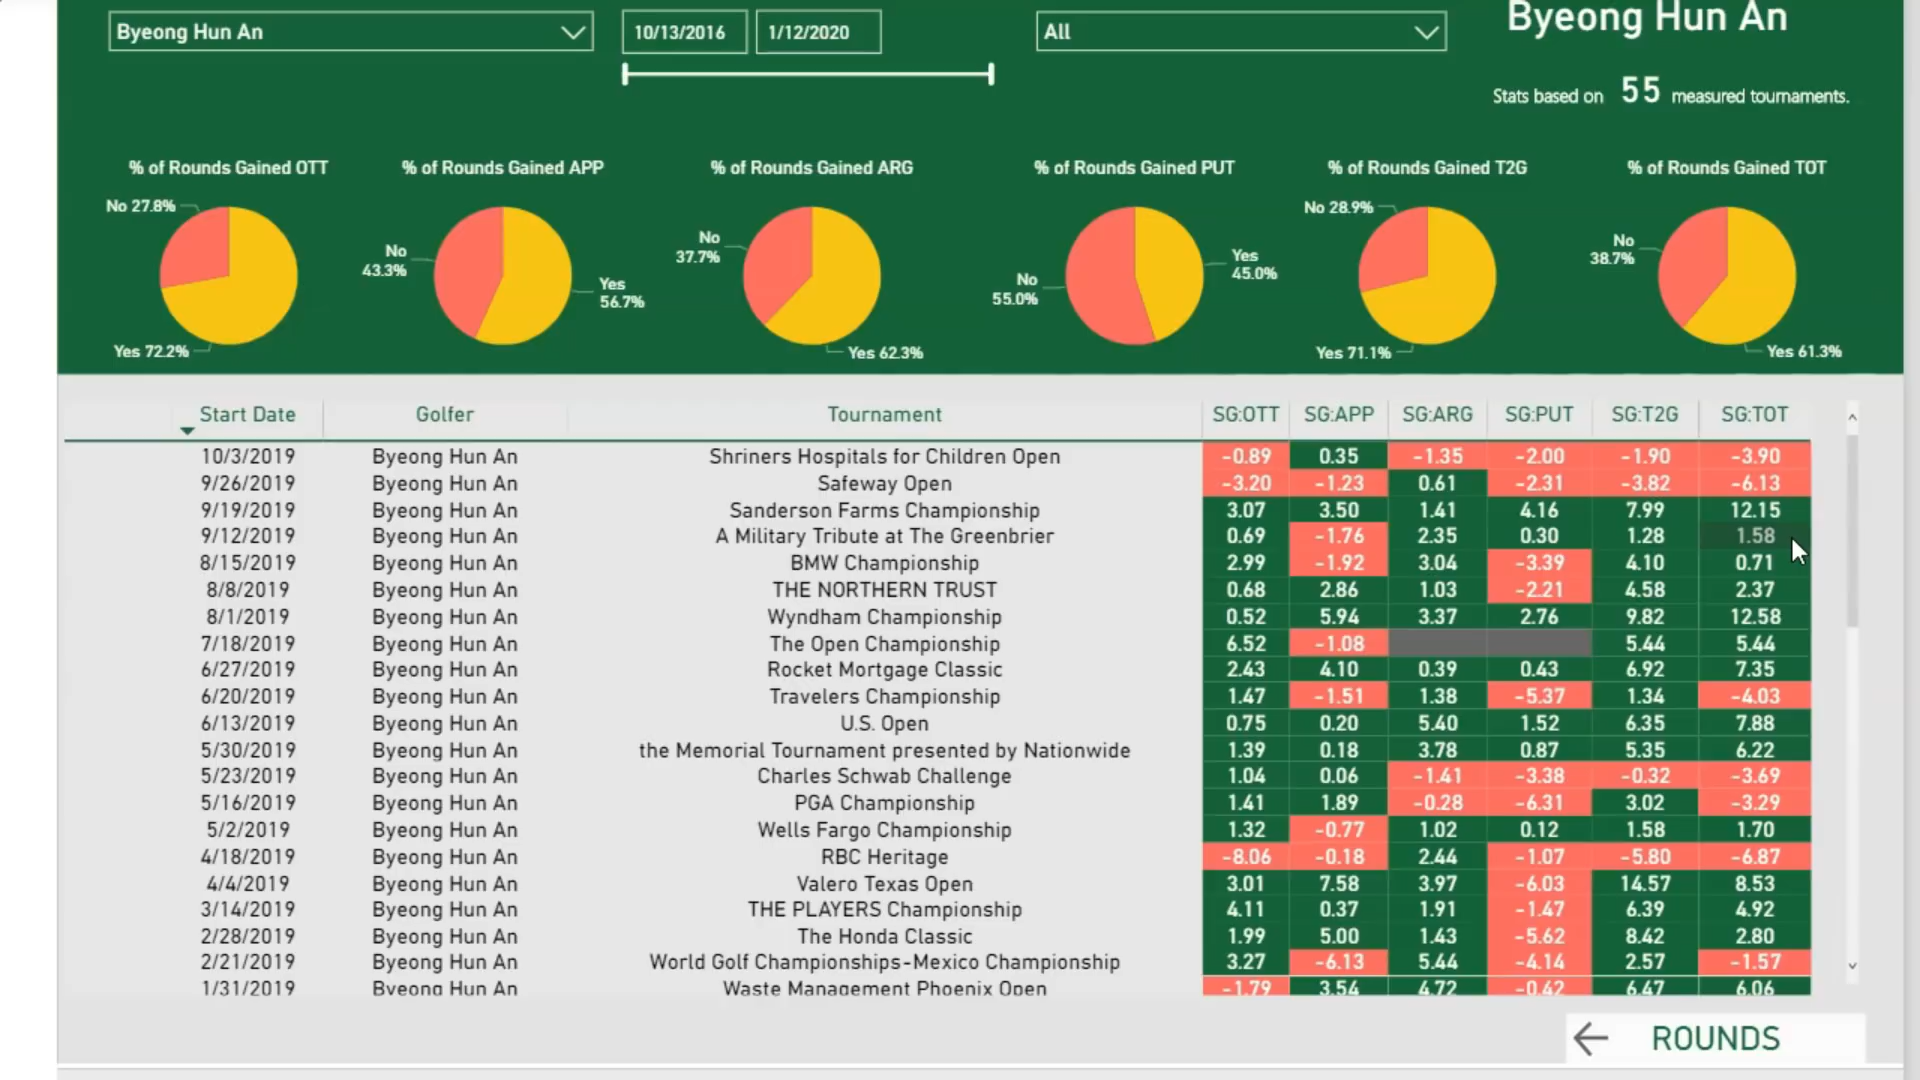 Byeong Hun An
10/13/2016
1/12/2020
All
Byeong Hun An
Stats based on 55 measured tournaments.
% of Rounds Gained OTT
No 27.8%
Yes 72.2%
% of Rounds Gained APP
No
43.3%
Yes
56.7%
% of Rounds Gained ARG
No
37.7%
Yes 62.3%
% of Rounds Gained PUT
No
55.0%
Yes
45.0%
% of Rounds Gained T2G
No 28.9%
Yes 71.1%
% of Rounds Gained TOT
No
38.7%
Yes 61.3%
Start Date Golfer Tournament SG:OTT SG:APP SG:ARG SG:PUT SG:T2G SG:TOT
10/3/2019 Byeong Hun An Shriners Hospitals for Children Open -0.89 0.35 -1.35 -2.00 -1.90 -3.90
9/26/2019 Byeong Hun An Safeway Open -3.20 -1.23 0.61 -2.31 -3.82 -6.13
9/19/2019 Byeong Hun An Sanderson Farms Championship 3.07 3.50 1.41 4.16 7.99 12.15
9/12/2019 Byeong Hun An A Military Tribute at The Greenbrier 0.69 -1.76 2.35 0.30 1.28 1.58
8/15/2019 Byeong Hun An BMW Championship 2.99 -1.92 3.04 -3.39 4.10 0.71
8/8/2019 Byeong Hun An THE NORTHERN TRUST 0.68 2.86 1.03 -2.21 4.58 2.37
8/1/2019 Byeong Hun An Wyndham Championship 0.52 5.94 3.37 2.76 9.82 12.58
7/18/2019 Byeong Hun An The Open Championship 6.52 -1.08 5.44 5.44
6/27/2019 Byeong Hun An Rocket Mortgage Classic 2.43 4.10 0.39 0.43 6.92 7.35
6/20/2019 Byeong Hun An Travelers Championship 1.47 -1.51 1.38 -5.37 1.34 -4.03
6/13/2019 Byeong Hun An U.S. Open 0.75 0.20 5.40 1.52 6.35 7.88
5/30/2019 Byeong Hun An the Memorial Tournament presented by Nationwide 1.39 0.18 3.78 0.87 5.35 6.22
5/23/2019 Byeong Hun An Charles Schwab Challenge 1.04 0.06 -1.41 -3.38 -0.32 -3.69
5/16/2019 Byeong Hun An PGA Championship 1.41 1.89 -0.28 -6.31 3.02 -3.29
5/2/2019 Byeong Hun An Wells Fargo Championship 1.32 -0.77 1.02 0.12 1.58 1.70
4/18/2019 Byeong Hun An RBC Heritage -8.06 -0.18 2.44 -1.07 -5.80 -6.87
4/4/2019 Byeong Hun An Valero Texas Open 3.01 7.58 3.97 -6.03 14.57 8.53
3/14/2019 Byeong Hun An THE PLAYERS Championship 4.11 0.37 1.91 -1.47 6.39 4.92
2/28/2019 Byeong Hun An The Honda Classic 1.99 5.00 1.43 -5.62 8.42 2.80
2/21/2019 Byeong Hun An World Golf Championships-Mexico Championship 3.27 -6.13 5.44 -4.14 2.57 -1.57
1/31/2019 Byeong Hun An Waste Management Phoenix Open -1.79 3.54 4.72 -0.42 6.47 6.06
ROUNDS